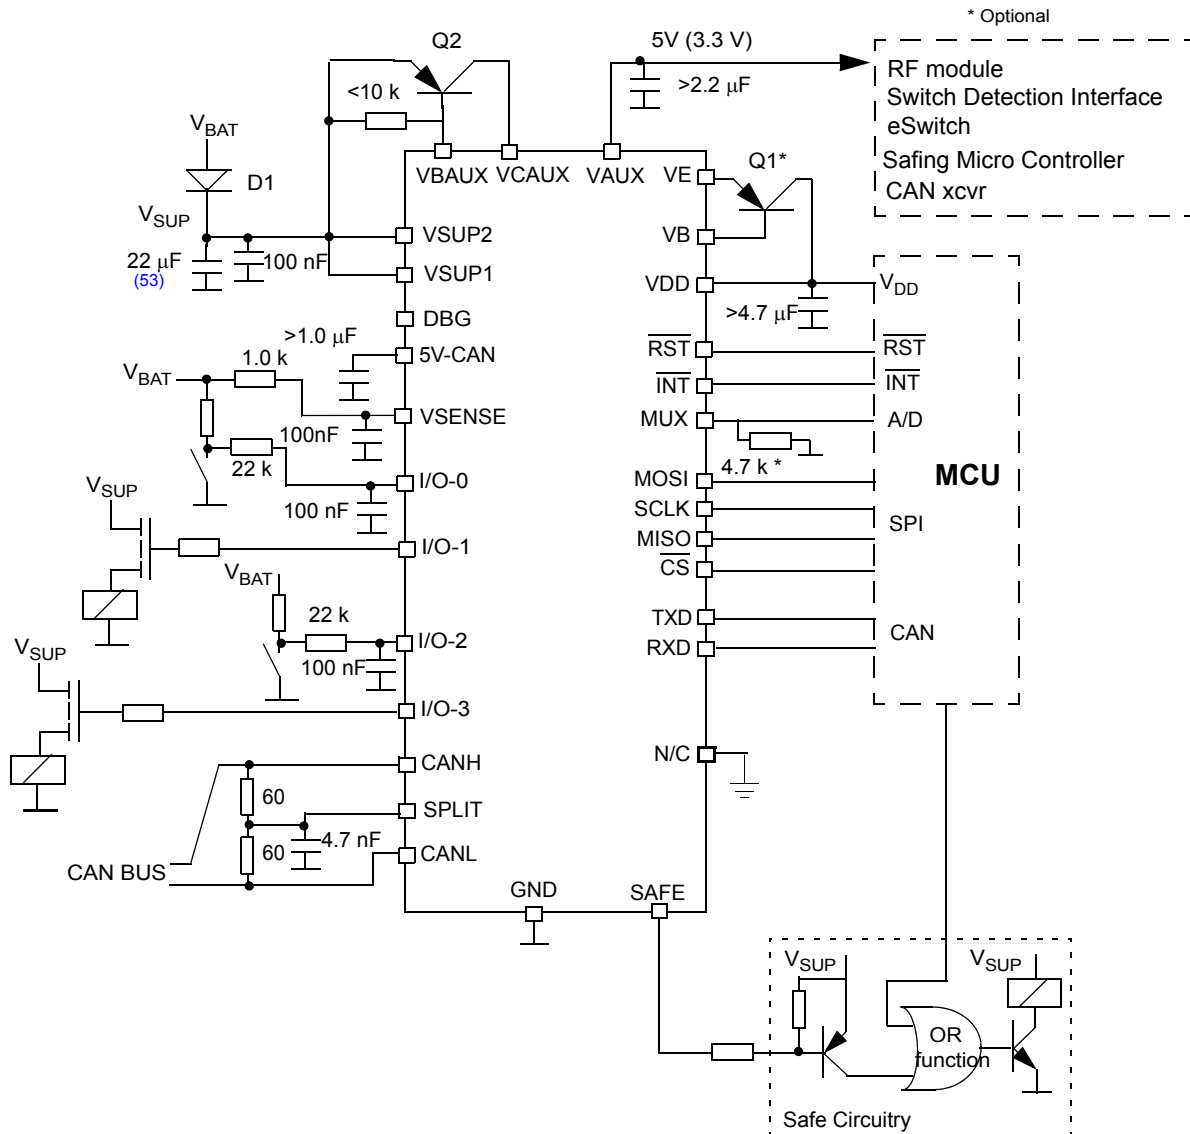 * Optional
Q2
5V (3.3 V)
RF module
Switch Detection Interface
eSwitch
Safing Micro Controller
CAN xcvr
>2.2 μF
<10 k
VBAT
D1
VSUP
22 μF
(53)
100 nF
VBAUX
VCAUX
VAUX
VE
Q1*
VB
VSUP2
VSUP1
VDD
VDD
>4.7 μF
DBG
>1.0 μF
5V-CAN
RST
RST
INT
INT
VBAT
1.0 k
VSENSE
100nF
MUX
A/D
4.7 k *
MCU
22 k
I/O-0
100 nF
MOSI
SCLK
MISO
CS
SPI
VSUP
I/O-1
VBAT
22 k
I/O-2
100 nF
TXD
RXD
CAN
VSUP
I/O-3
N/C
CANH
60
SPLIT
4.7 nF
60
CANL
CAN BUS
GND
SAFE
VSUP
VSUP
OR
function
Safe Circuitry